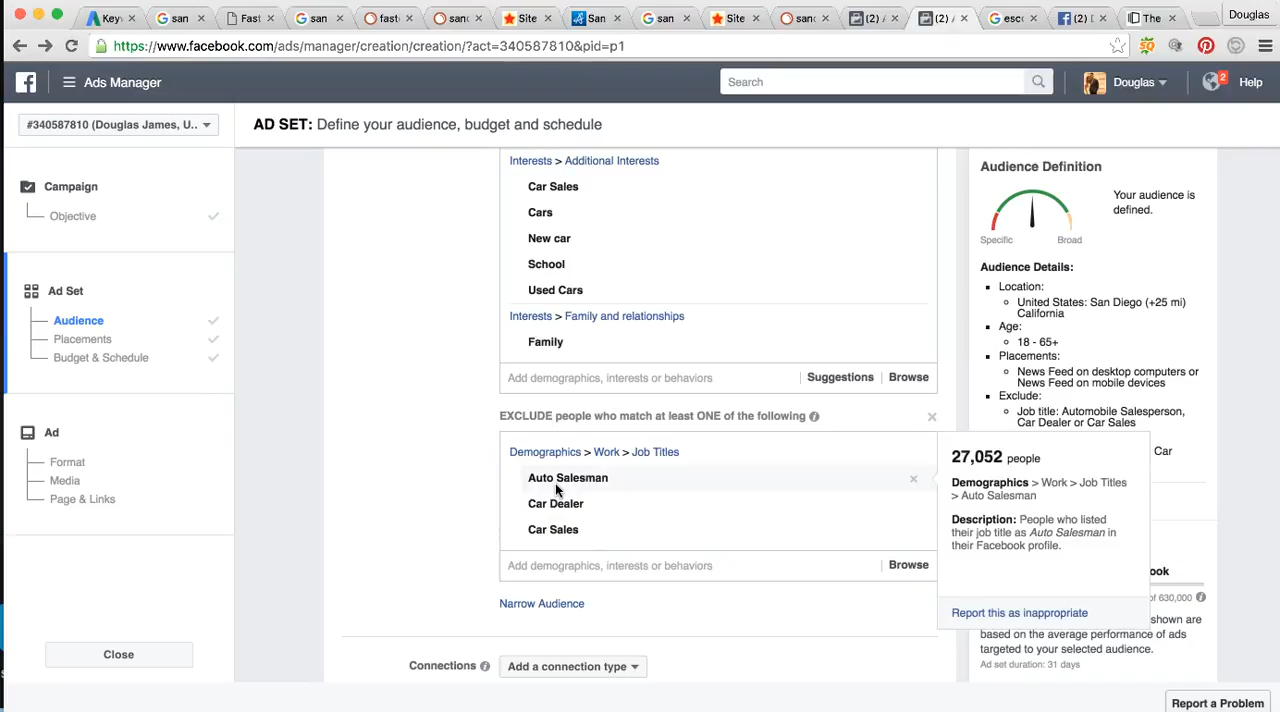 Key
san
Fast
san
fast
sand
Site
San
san
Site
sand
(2)
(2)
esco
(2)
The
Douglas
https://www.facebook.com/ads/manager/creation/creation/?act=340587810&pid=p1
Ads Manager
Search
Douglas
2
Help
#340587810 (Douglas James, U..
AD SET: Define your audience, budget and schedule
Campaign
Objective
Ad Set
Audience
Placements
Budget & Schedule
Ad
Format
Media
Page & Links
Close
Interests > Additional Interests
Car Sales
Cars
New car
School
Used Cars
Interests > Family and relationships
Family
Add demographics, interests or behaviors | Suggestions | Browse
EXCLUDE people who match at least ONE of the following
Demographics > Work > Job Titles
Auto Salesman
Car Dealer
Car Sales
Add demographics, interests or behaviors | Browse
Narrow Audience
Connections
Add a connection type
Audience Definition
Your audience is
defined.
Specific
Broad
Audience Details:
Location:
United States: San Diego (+25 mi)
California
Age:
18 - 65+
Placements:
News Feed on desktop computers or
News Feed on mobile devices
Exclude:
Job title: Automobile Salesperson,
Car Dealer or Car Sales
Car
27,052 people
Demographics > Work > Job Titles
> Auto Salesman
Description: People who listed
their job title as Auto Salesman in
their Facebook profile.
Report this as inappropriate
ook
of 630,000
shown are
based on the average performance of ads
targeted to your selected audience.
Ad set duration: 31 days
Report a Problem